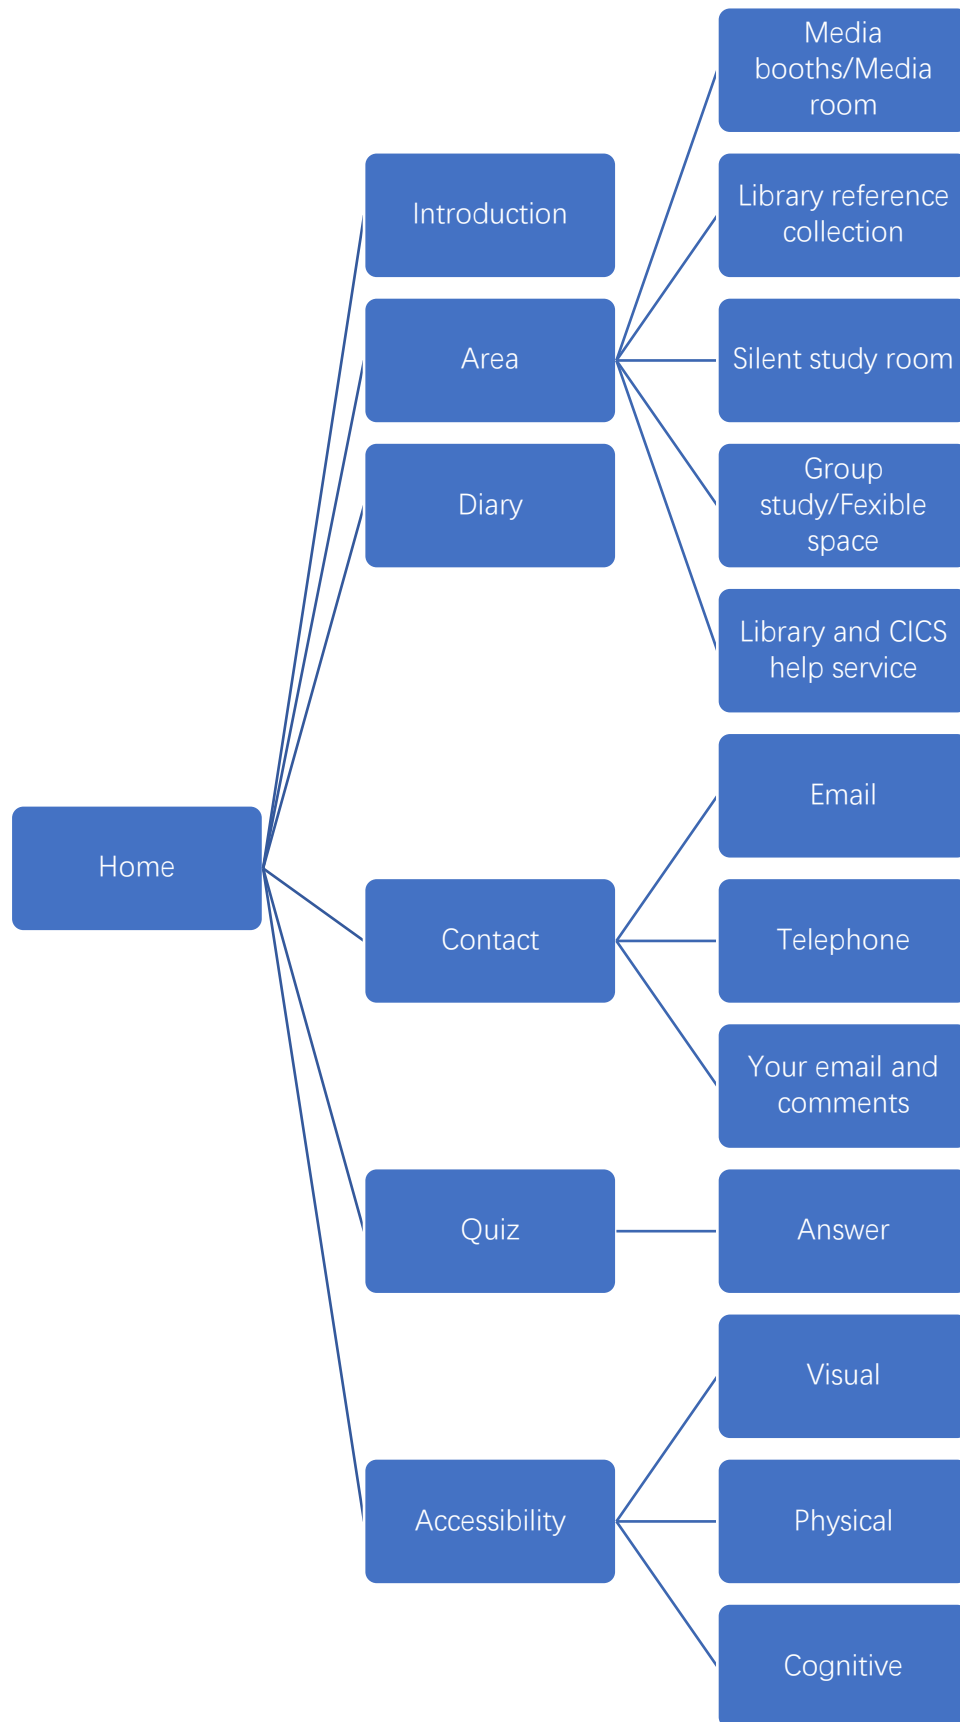 Home
Introduction
Area
Diary
Contact
Quiz
Accessibility
Media
booths/Media
room
Library reference
collection
Silent study room
Group
study/Fexible
space
Library and CICS
help service
Email
Telephone
Your email and
comments
Answer
Visual
Physical
Cognitive